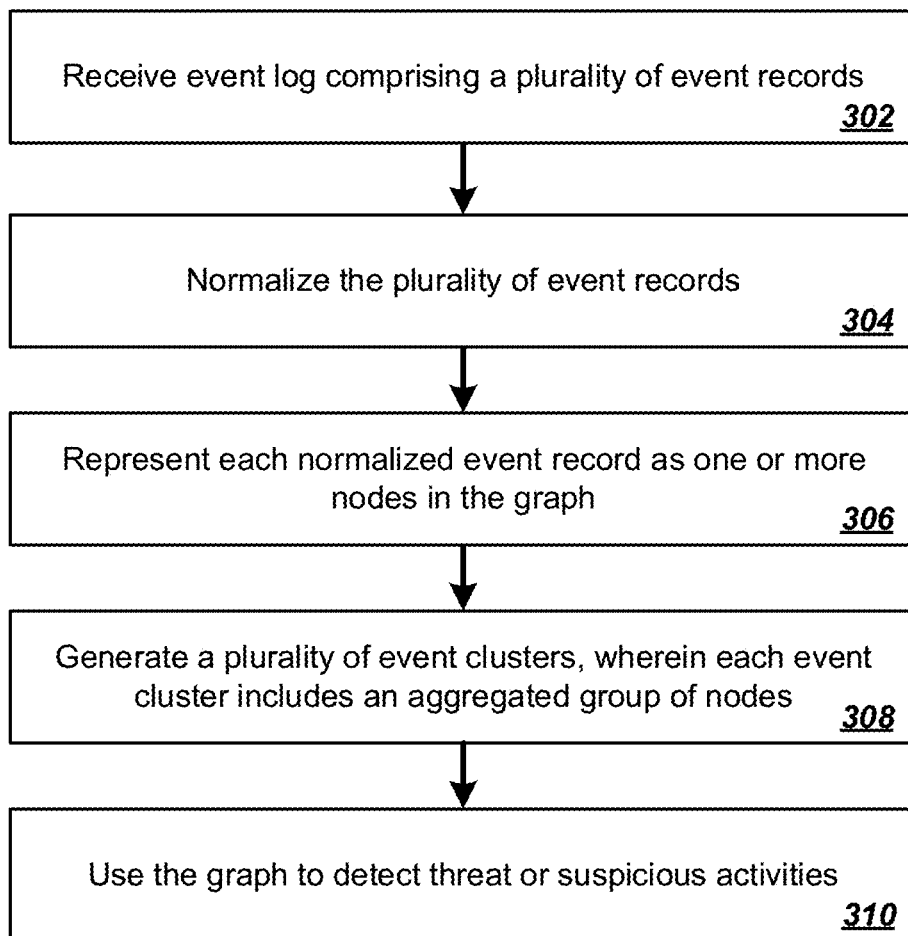 Receive event log comprising a plurality of event records
302
Normalize the plurality of event records
304
Represent each normalized event record as one or more
nodes in the graph
306
Generate a plurality of event clusters, wherein each event
cluster includes an aggregated group of nodes
308
Use the graph to detect threat or suspicious activities
310